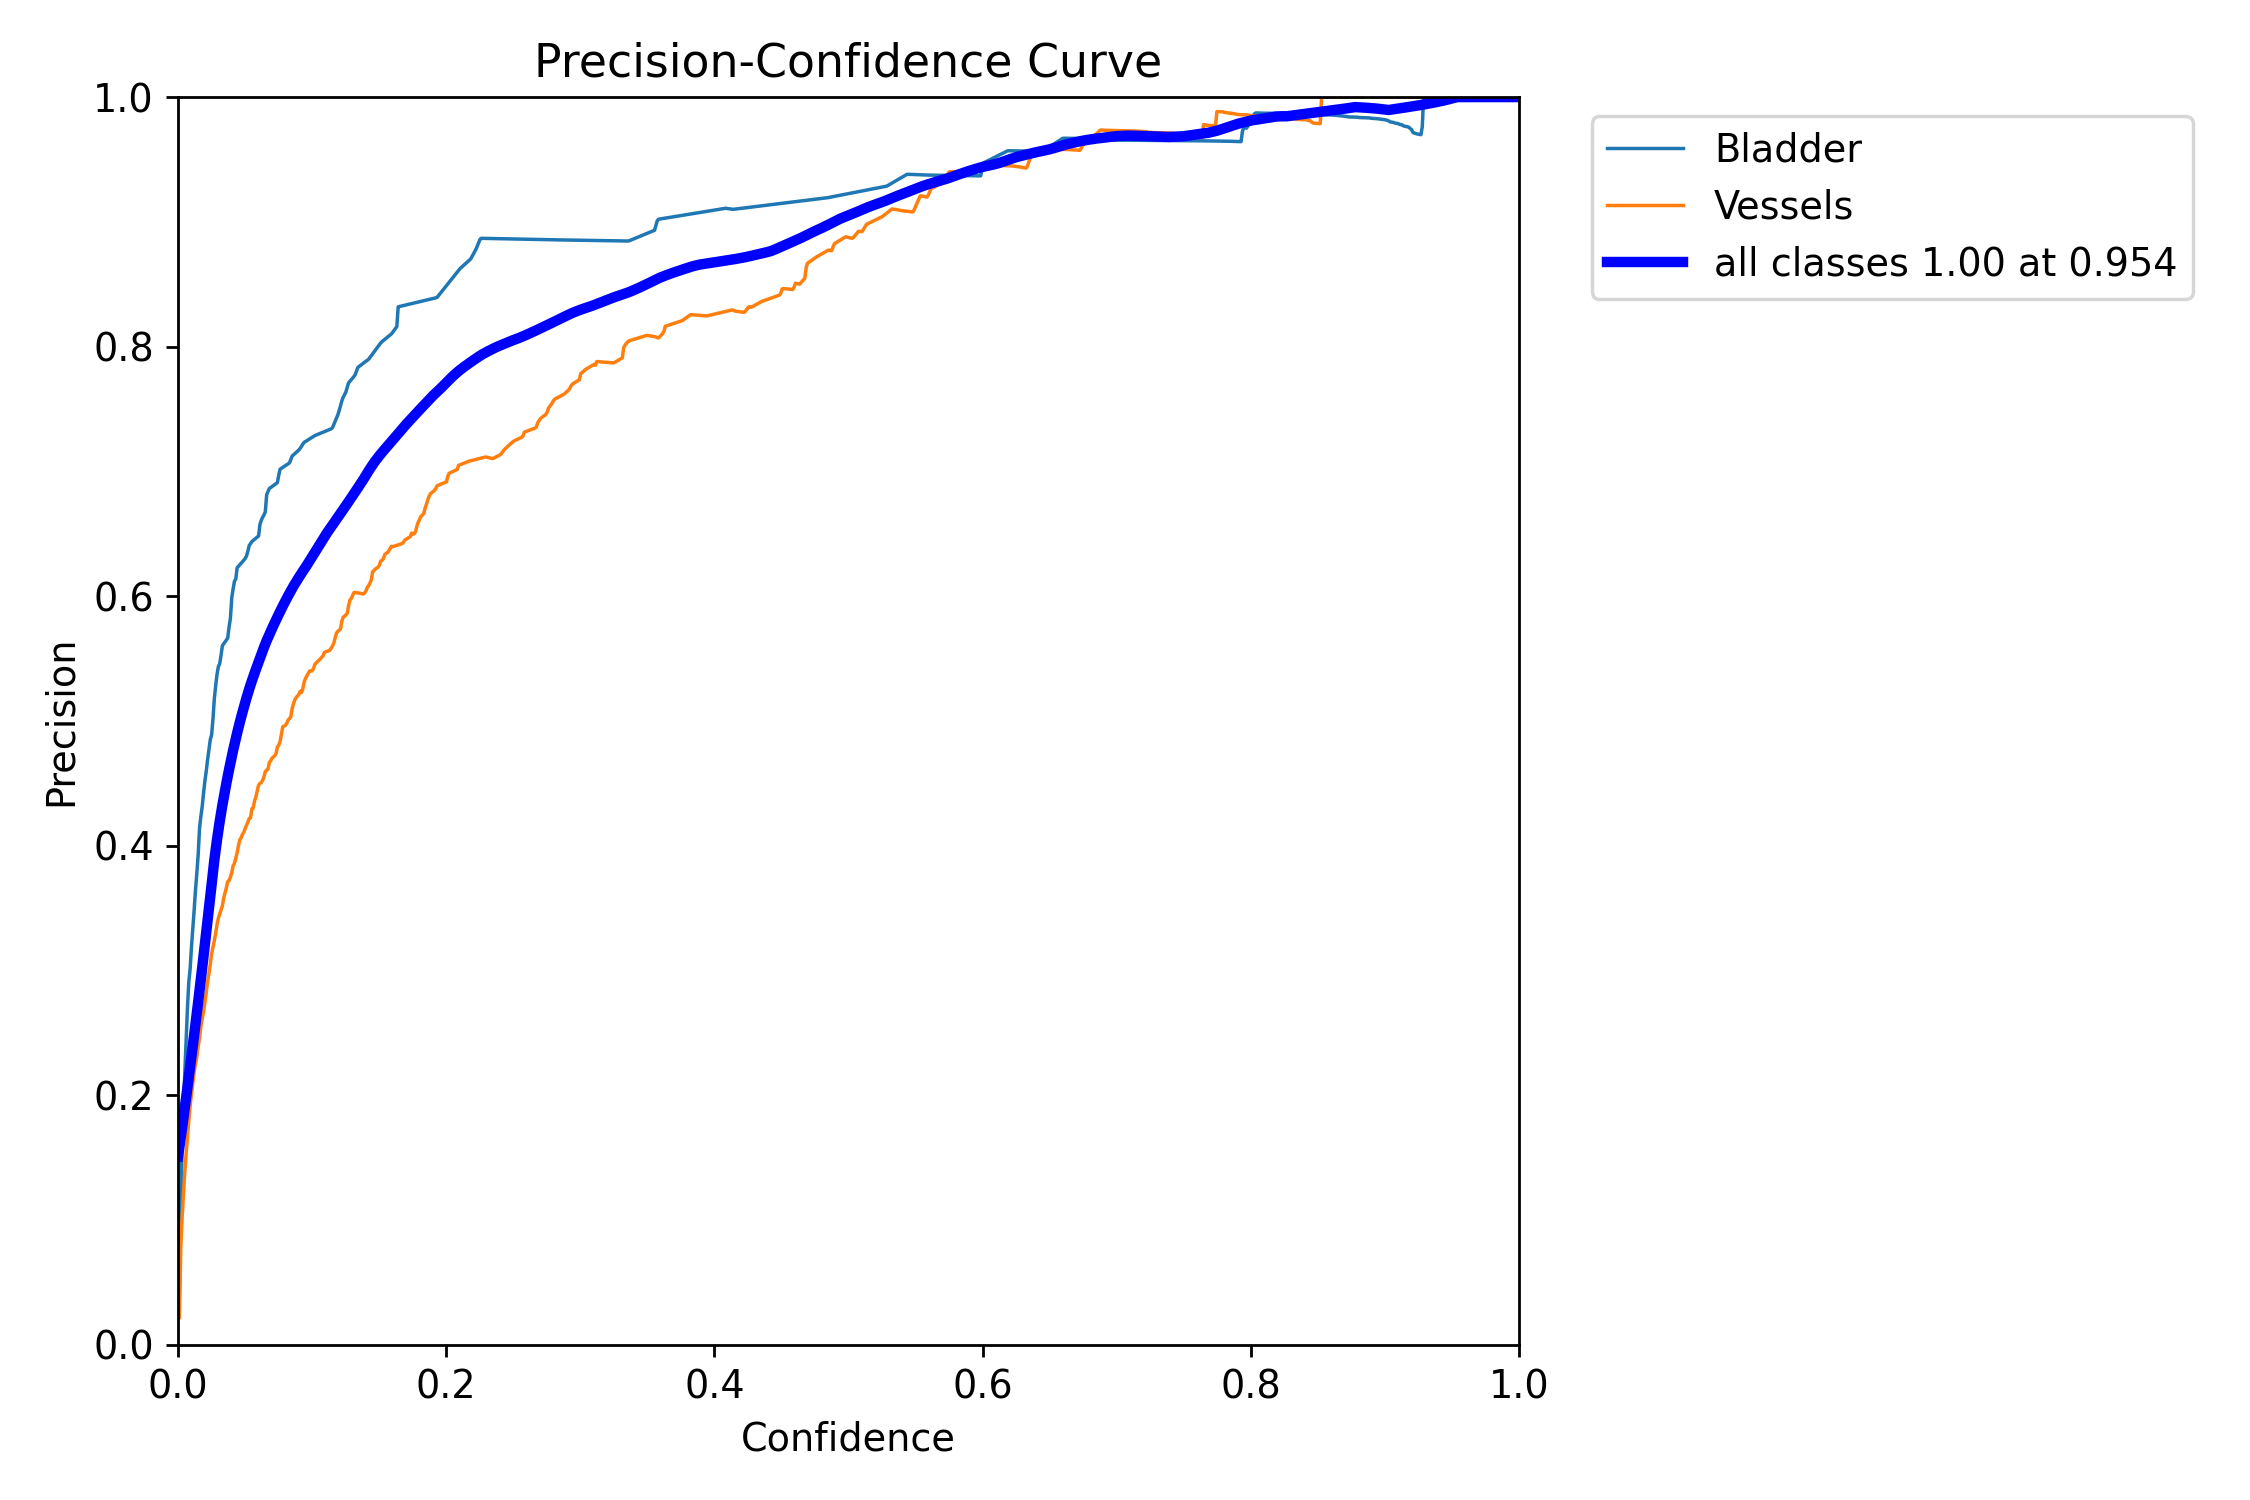 Precision-Confidence Curve
1.0
0.8
0.6
0.4
0.2
0.0
Precision
0.0 0.2 0.4 0.6 0.8 1.0
Confidence
Bladder
Vessels
all classes 1.00 at 0.954